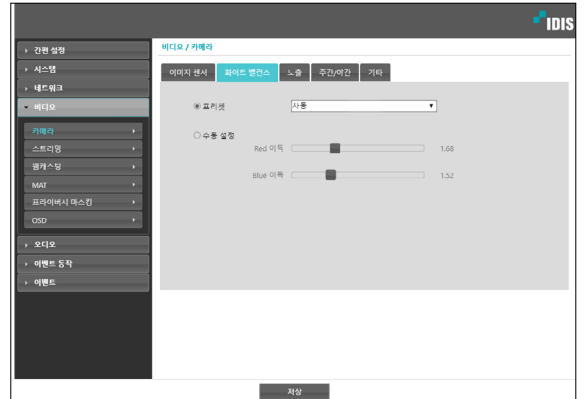 IDIS
간편 설정
시스템
네트워크
비디오
카메라
스트리밍
웹캐스팅
MAT
프라이버시 마스킹
OSD
오디오
이벤트 동작
이벤트
비디오 / 카메라
이미지 센서 화이트 밸런스 노출 주간/야간 기타
프리셋 자동
수동 설정
Red 이득 1.68
Blue 이득 1.52
저장